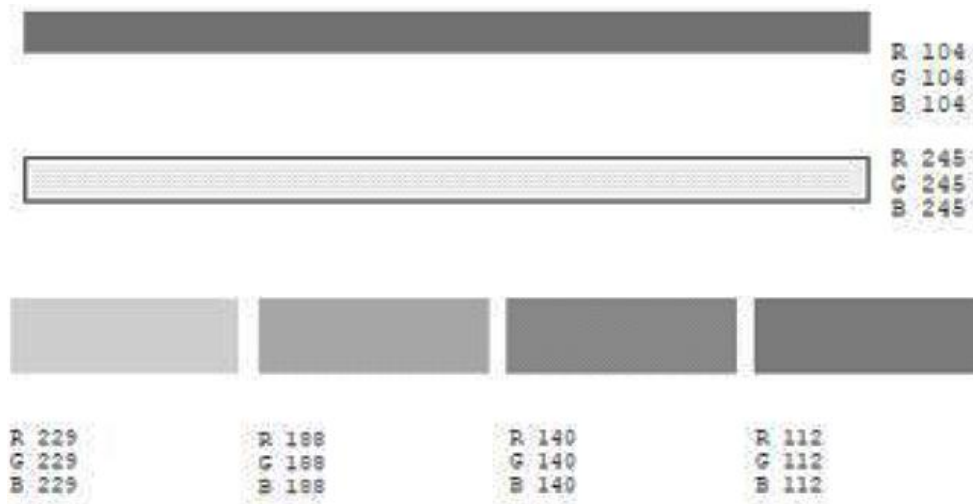 R 104
G 104
B 104
R 245
G 245
B 245
R 229
G 229
B 229
R 188
G 188
B 188
R 140
G 140
B 140
R 112
G 112
B 112